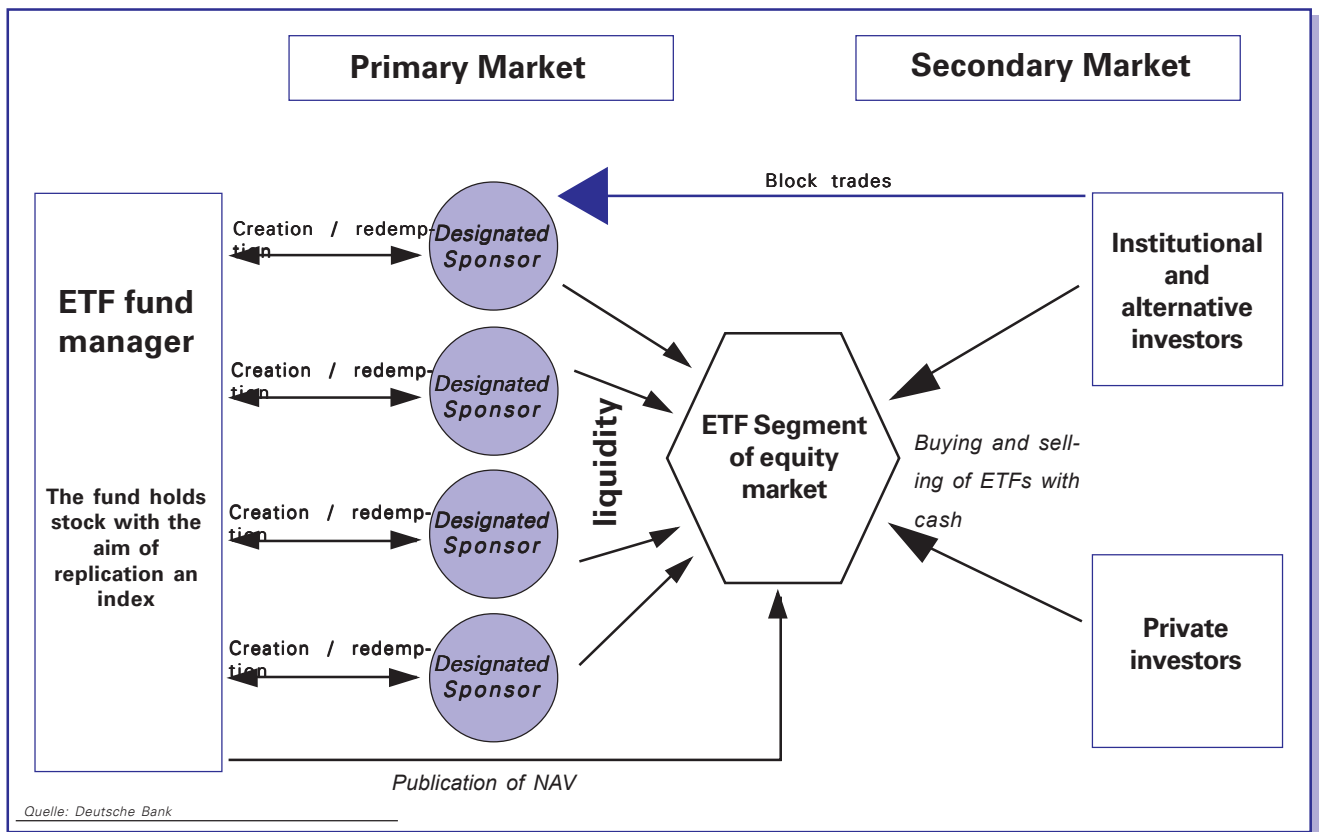 Primary Market
Secondary Market
Block trades
Creation / redemp-
tion
Designated
Sponsor
Institutional
and
alternative
investors
ETF fund
manager
Creation / redemp-
tion
Designated
Sponsor
liquidity
ETF Segment
of equity
market
Buying and sell-
ing of ETFs with
cash
The fund holds
stock with the
aim of
replication an
index
Creation / redemp-
tion
Designated
Sponsor
Creation / redemp-
tion
Designated
Sponsor
Private
investors
Publication of NAV
Quelle: Deutsche Bank